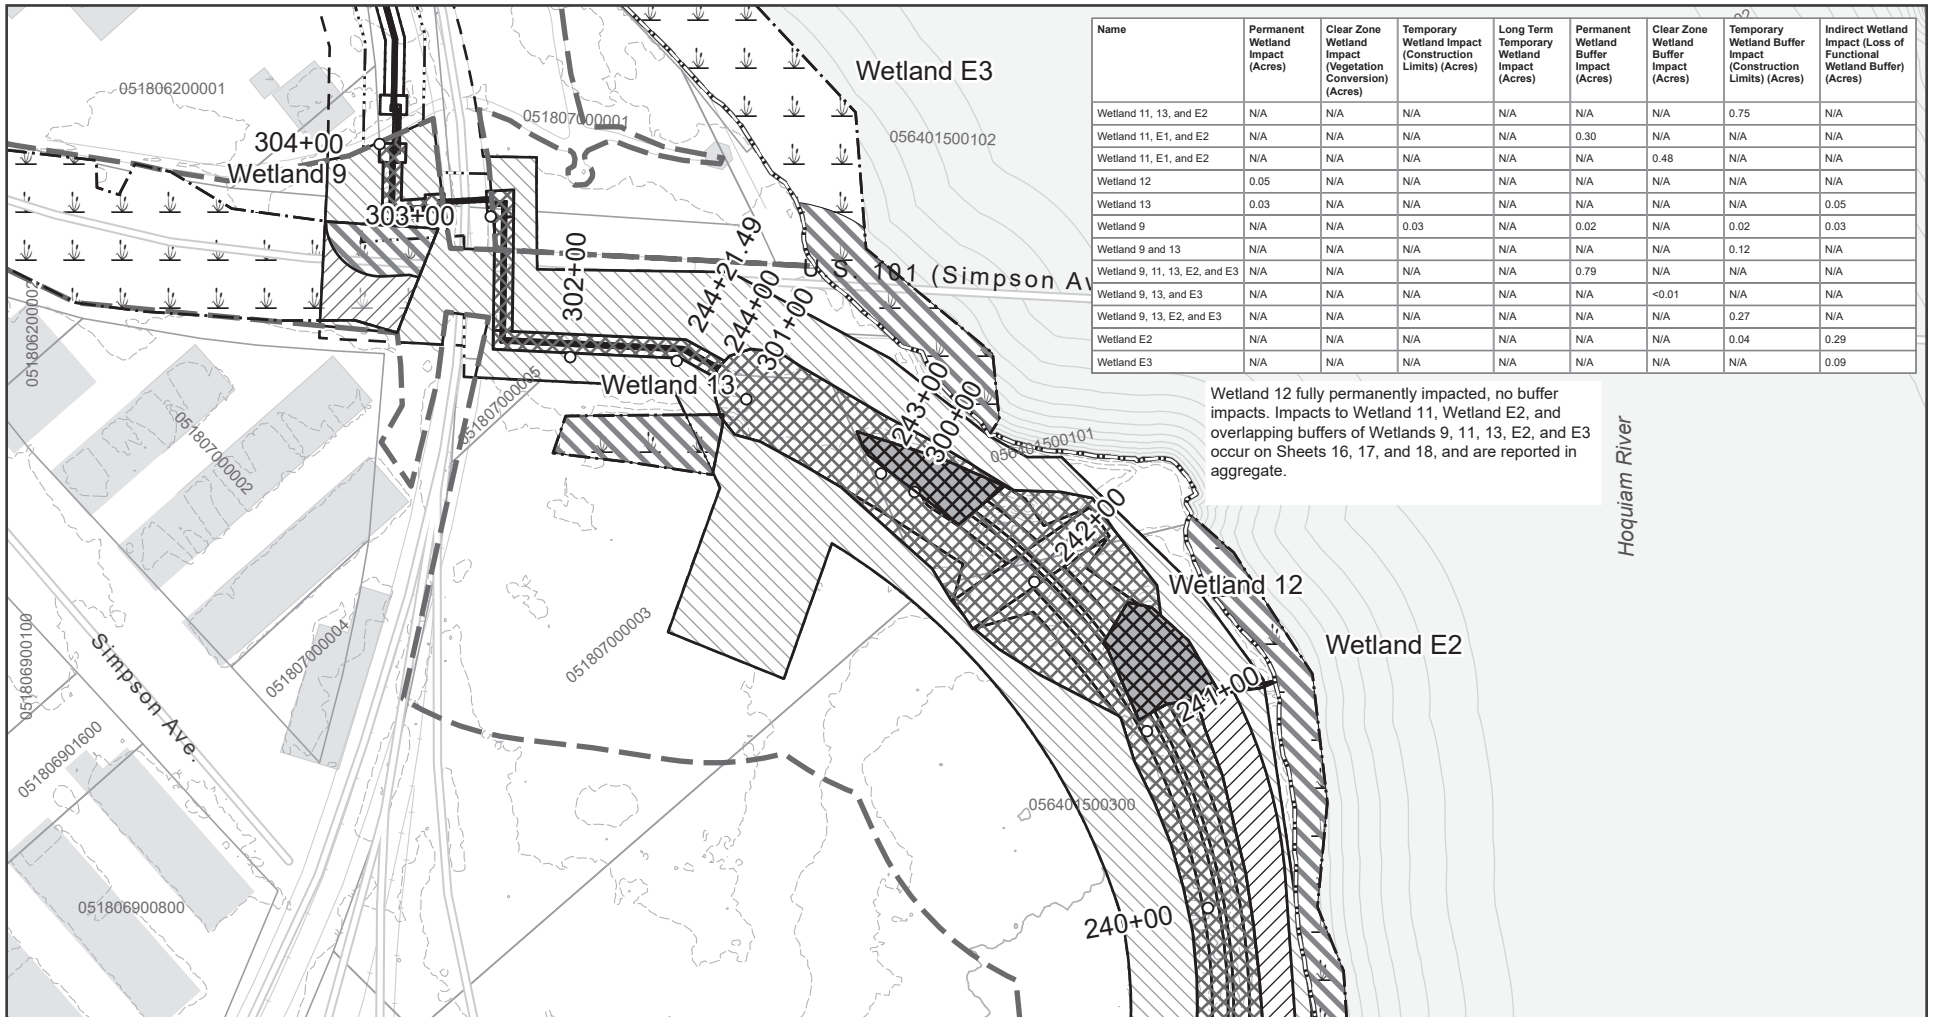 Wetland E3
051806200001
051807000001
056401500102
304+00
Wetland 9
303+00
302+00
244+21.49
244+00
301+00
U.S. 101 (Simpson Av
Wetland 13
243+00
300+00
056401500101
051807000005
051807000002
242+00
Wetland 12
Wetland E2
241+00
051807000003
051807000004
051806900100
Simpson Ave.
051806901600
056401500300
051806900800
240+00
Hoquiam River
Name | Permanent Wetland Impact (Acres) | Clear Zone Wetland Impact (Vegetation Conversion) (Acres) | Temporary Wetland Impact (Construction Limits) (Acres) | Long Term Temporary Wetland Impact (Acres) | Permanent Wetland Buffer Impact (Acres) | Clear Zone Wetland Buffer Impact (Acres) | Temporary Wetland Buffer Impact (Construction Limits) (Acres) | Indirect Wetland Impact (Loss of Functional Wetland Buffer) (Acres)
Wetland 11, 13, and E2 | N/A | N/A | N/A | N/A | N/A | N/A | 0.75 | N/A
Wetland 11, E1, and E2 | N/A | N/A | N/A | N/A | 0.30 | N/A | N/A | N/A
Wetland 11, E1, and E2 | N/A | N/A | N/A | N/A | N/A | 0.48 | N/A | N/A
Wetland 12 | 0.05 | N/A | N/A | N/A | N/A | N/A | N/A | N/A
Wetland 13 | 0.03 | N/A | N/A | N/A | N/A | N/A | N/A | 0.05
Wetland 9 | N/A | N/A | 0.03 | N/A | 0.02 | N/A | 0.02 | 0.03
Wetland 9 and 13 | N/A | N/A | N/A | N/A | N/A | N/A | 0.12 | N/A
Wetland 9, 11, 13, E2, and E3 | N/A | N/A | N/A | N/A | 0.79 | N/A | N/A | N/A
Wetland 9, 13, and E3 | N/A | N/A | N/A | N/A | N/A | <0.01 | N/A | N/A
Wetland 9, 13, E2, and E3 | N/A | N/A | N/A | N/A | N/A | N/A | 0.27 | N/A
Wetland E2 | N/A | N/A | N/A | N/A | N/A | N/A | 0.04 | 0.29
Wetland E3 | N/A | N/A | N/A | N/A | N/A | N/A | N/A | 0.09
Wetland 12 fully permanently impacted, no buffer
impacts. Impacts to Wetland 11, Wetland E2, and
overlapping buffers of Wetlands 9, 11, 13, E2, and E3
occur on Sheets 16, 17, and 18, and are reported in
aggregate.